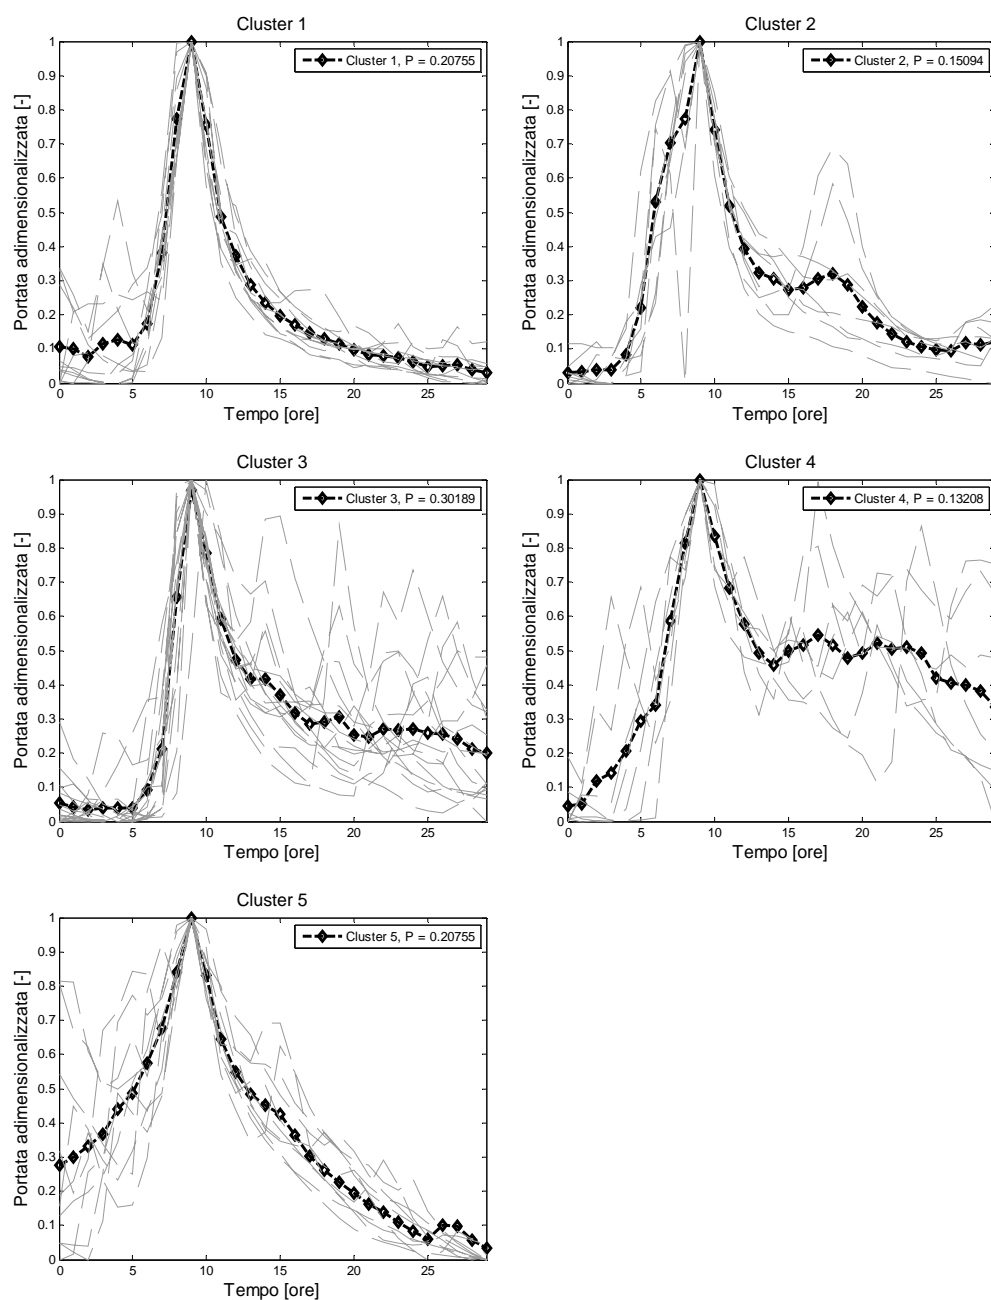 Cluster 1
Portata adimensionalizzata [-]
1
0.9
0.8
0.7
0.6
0.5
0.4
0.3
0.2
0.1
0
Cluster 1, P = 0.20755
0 5 10 15 20 25
Tempo [ore]
Cluster 2
Portata adimensionalizzata [-]
1
0.9
0.8
0.7
0.6
0.5
0.4
0.3
0.2
0.1
0
Cluster 2, P = 0.15094
0 5 10 15 20 25
Tempo [ore]
Cluster 3
Portata adimensionalizzata [-]
1
0.9
0.8
0.7
0.6
0.5
0.4
0.3
0.2
0.1
0
Cluster 3, P = 0.30189
0 5 10 15 20 25
Tempo [ore]
Cluster 4
Portata adimensionalizzata [-]
1
0.9
0.8
0.7
0.6
0.5
0.4
0.3
0.2
0.1
0
Cluster 4, P = 0.13208
0 5 10 15 20 25
Tempo [ore]
Cluster 5
Portata adimensionalizzata [-]
1
0.9
0.8
0.7
0.6
0.5
0.4
0.3
0.2
0.1
0
Cluster 5, P = 0.20755
0 5 10 15 20 25
Tempo [ore]